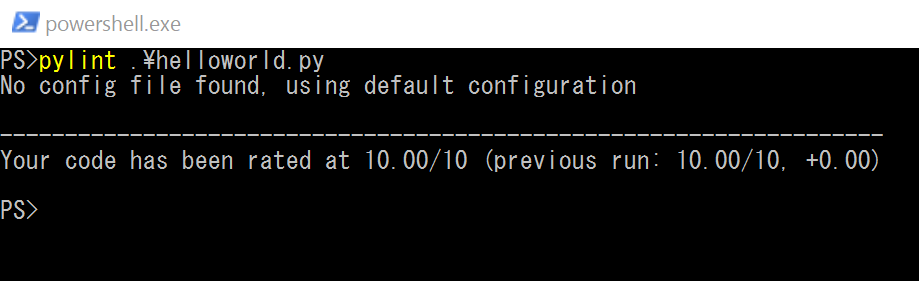 powershell.exe
PS>pylint .¥helloworld.py
No config file found, using default configuration
--------------------------------------------------------------------
Your code has been rated at 10.00/10 (previous run: 10.00/10, +0.00)
PS>